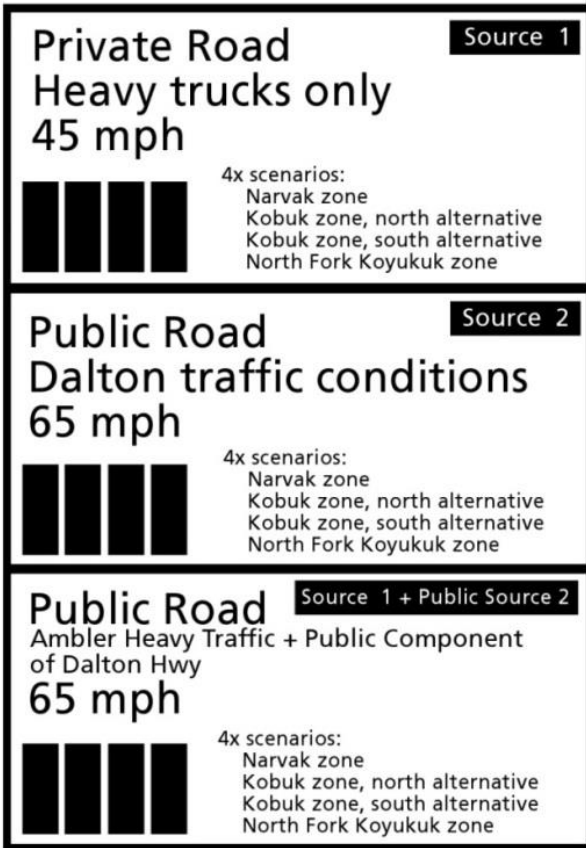 Source 1
Private Road
Heavy trucks only
45 mph
4x scenarios:
Narvak zone
Kobuk zone, north alternative
Kobuk zone, south alternative
North Fork Koyukuk zone
Source 2
Public Road
Dalton traffic conditions
65 mph
4x scenarios:
Narvak zone
Kobuk zone, north alternative
Kobuk zone, south alternative
North Fork Koyukuk zone
Source 1 + Public Source 2
Public Road
Ambler Heavy Traffic + Public Component
of Dalton Hwy
65 mph
4x scenarios:
Narvak zone
Kobuk zone, north alternative
Kobuk zone, south alternative
North Fork Koyukuk zone